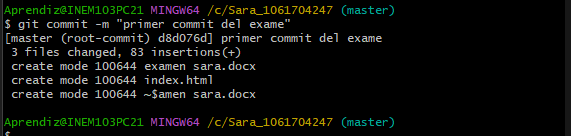 Aprendiz@INEM103PC21 MINGW64 /c/Sara_1061704247 (master)
$ git commit -m "primer commit del exame"
[master (root-commit) d8d076d] primer commit del exame
 3 files changed, 83 insertions(+)
 create mode 100644 examen sara.docx
 create mode 100644 index.html
 create mode 100644 ~$amen sara.docx
Aprendiz@INEM103PC21 MINGW64 /c/Sara_1061704247 (master)